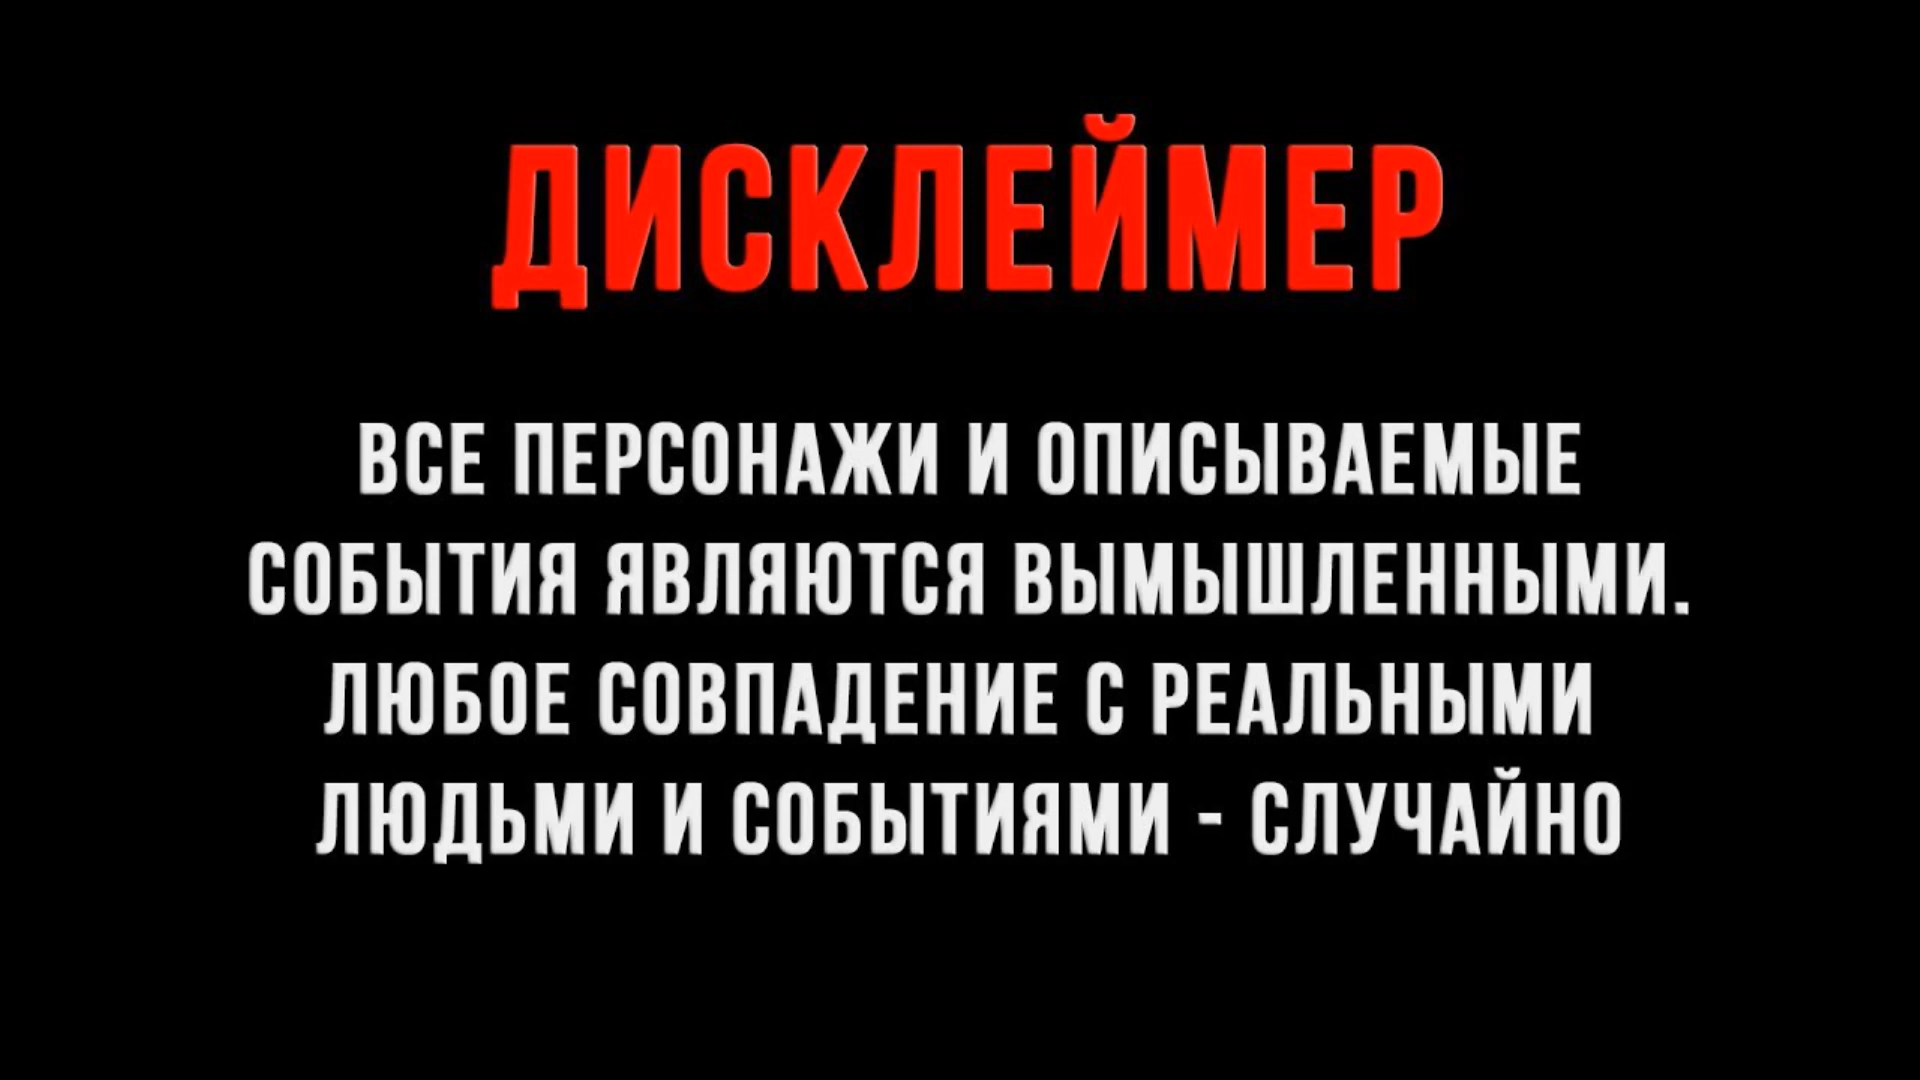 ДИСКЛЕЙМЕР
ВСЕ ПЕРСОНАЖИ И ОПИСЫВАЕМЫЕ
СОБЫТИЯ ЯВЛЯЮТСЯ ВЫМЫШЛЕННЫМИ.
ЛЮБОЕ СОВПАДЕНИЕ С РЕАЛЬНЫМИ
ЛЮДЬМИ И СОБЫТИЯМИ - СЛУЧАЙНО